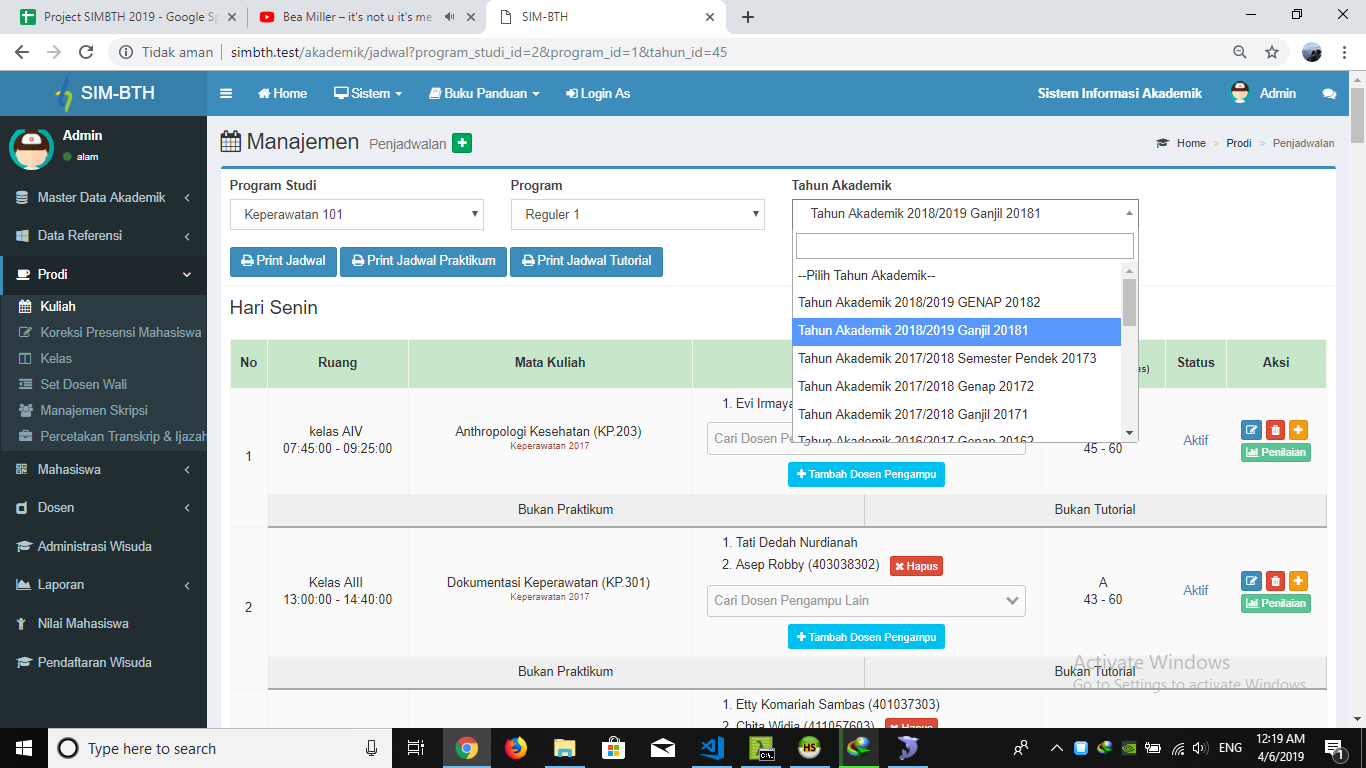 Project SIMBTH 2019 - Google Sp
Bea Miller – it's not u it's me
SIM-BTH
Tidak aman
simbth.test/akademik/jadwal?program_studi_id=2&program_id=1&tahun_id=45
SIM-BTH
Home
Sistem
Buku Panduan
Login As
Sistem Informasi Akademik
Admin
Admin
alam
Master Data Akademik
Data Referensi
Prodi
Kuliah
Koreksi Presensi Mahasiswa
Kelas
Set Dosen Wali
Manajemen Skripsi
Percetakan Transkrip & Ijazah
Mahasiswa
Dosen
Administrasi Wisuda
Laporan
Nilai Mahasiswa
Pendaftaran Wisuda
Manajemen Penjadwalan
Home > Prodi > Penjadwalan
Program Studi
Program
Tahun Akademik
Keperawatan 101
Reguler 1
Tahun Akademik 2018/2019 Ganjil 20181
--Pilih Tahun Akademik--
Tahun Akademik 2018/2019 GENAP 20182
Tahun Akademik 2018/2019 Ganjil 20181
Tahun Akademik 2017/2018 Semester Pendek 20173
Tahun Akademik 2017/2018 Genap 20172
Tahun Akademik 2017/2018 Ganjil 20171
Tahun Akademik 2016/2017 Genap 20162
Print Jadwal
Print Jadwal Praktikum
Print Jadwal Tutorial
Hari Senin
No
Ruang
Mata Kuliah
as)
Status
Aksi
1
kelas AIV
07:45:00 - 09:25:00
Anthropologi Kesehatan (KP.203)
Keperawatan 2017
1. Evi Irmaya
Cari Dosen Pe
Tambah Dosen Pengampu
45 - 60
Aktif
Penilaian
Bukan Praktikum
Bukan Tutorial
2
Kelas AIII
13:00:00 - 14:40:00
Dokumentasi Keperawatan (KP.301)
Keperawatan 2017
1. Tati Dedah Nurdianah
2. Asep Robby (403038302)
Hapus
Cari Dosen Pengampu Lain
Tambah Dosen Pengampu
A
43 - 60
Aktif
Penilaian
Bukan Praktikum
Bukan Tutorial
1. Etty Komariah Sambas (401037303)
2. Chita Widia (411057603)
Hapus
Activate Windows
Go to Settings to activate Windows.
Type here to search
ENG
12:19 AM
4/6/2019
1